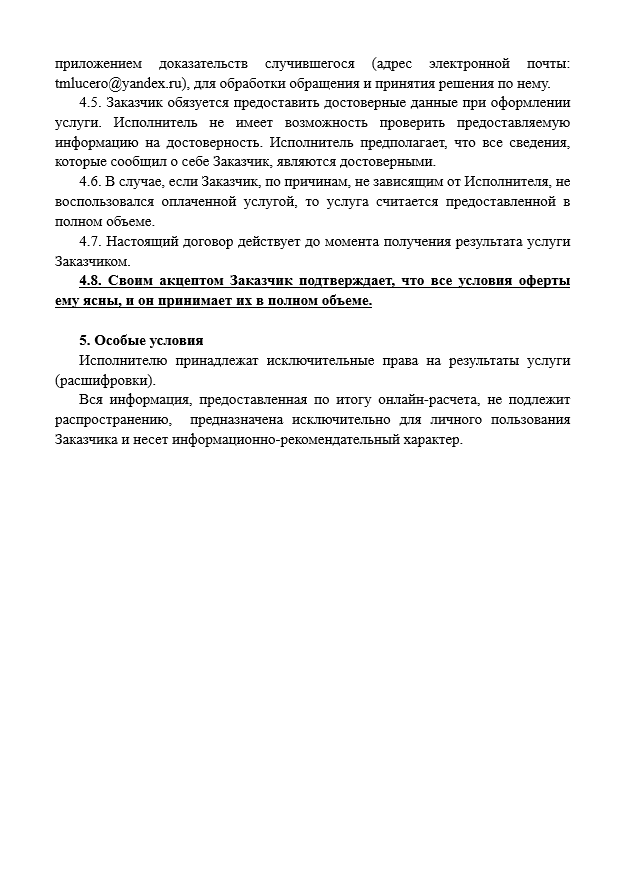 приложением доказательств случившегося (адрес электронной почты:
tmlucero@yandex.ru), для обработки обращения и принятия решения по нему.
4.5. Заказчик обязуется предоставить достоверные данные при оформлении
услуги. Исполнитель не имеет возможность проверить предоставляемую
информацию на достоверность. Исполнитель предполагает, что все сведения,
которые сообщил о себе Заказчик, являются достоверными.
4.6. В случае, если Заказчик, по причинам, не зависящим от Исполнителя, не
воспользовался оплаченной услугой, то услуга считается предоставленной в
полном объеме.
4.7. Настоящий договор действует до момента получения результата услуги
Заказчиком.
4.8. Своим акцептом Заказчик подтверждает, что все условия оферты
ему ясны, и он принимает их в полном объеме.
5. Особые условия
Исполнителю принадлежат исключительные права на результаты услуги
(расшифровки).
Вся информация, предоставленная по итогу онлайн-расчета, не подлежит
распространению, предназначена исключительно для личного пользования
Заказчика и несет информационно-рекомендательный характер.